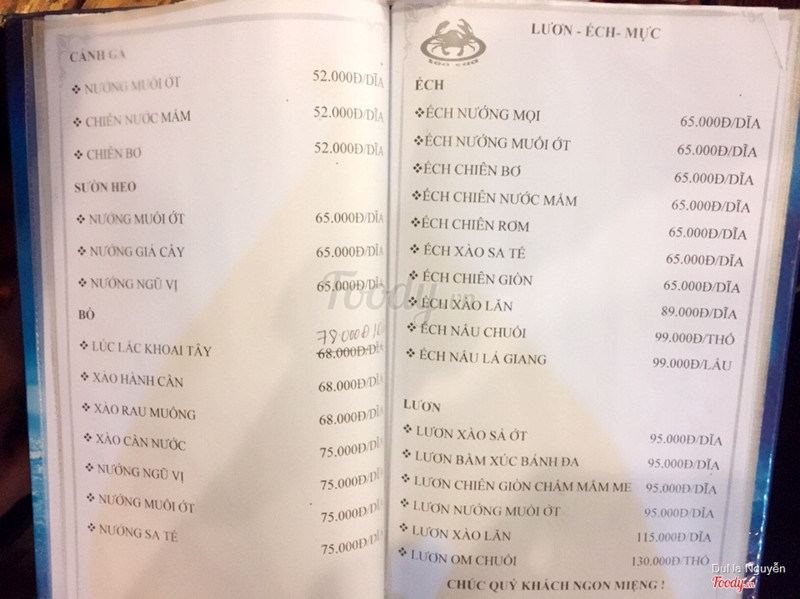 CÁNH GÀ
❖ NƯỚNG MUỐI ỚT 52.000Đ/DĨA
❖ CHIÊN NƯỚC MẮM 52.000Đ/DĨA
❖ CHIÊN BƠ 52.000Đ/DĨA
SƯỜN HEO
❖ NƯỚNG MUỐI ỚT 65.000Đ/DĨA
❖ NƯỚNG GIẢ CẦY 65.000Đ/DĨA
❖ NƯỚNG NGŨ VỊ 65.000Đ/DĨA
BÒ
78.000Đ
❖ LÚC LẮC KHOAI TÂY 68.000Đ/DĨA
❖ XÀO HÀNH CẦN 68.000Đ/DĨA
❖ XÀO RAU MUỐNG 68.000Đ/DĨA
❖ XÀO CẦN NƯỚC 75.000Đ/DĨA
❖ NƯỚNG NGŨ VỊ 75.000Đ/DĨA
❖ NƯỚNG MUỐI ỚT 75.000Đ/DĨA
❖ NƯỚNG SA TẾ 75.000Đ/DĨA
LƯƠN - ẾCH- MỰC
ẾCH
❖ẾCH NƯỚNG MỌI 65.000Đ/DĨA
❖ẾCH NƯỚNG MUỐI ỚT 65.000Đ/DĨA
❖ẾCH CHIÊN BƠ 65.000Đ/DĨA
❖ẾCH CHIÊN NƯỚC MẮM 65.000Đ/DĨA
❖ẾCH CHIÊN RƠM 65.000Đ/DĨA
❖ ẾCH XÀO SA TẾ 65.000Đ/DĨA
❖ ẾCH CHIÊN GIÒN 65.000Đ/DĨA
❖ ẾCH XÀO LĂN 89.000Đ/DĨA
❖ ẾCH NẤU CHUỐI 99.000Đ/THỐ
❖ ẾCH NẤU LÁ GIANG 99.000Đ/LẨU
LƯƠN
❖ LƯƠN XÀO SẢ ỚT 95.000Đ/DĨA
❖ LƯƠN BẰM XÚC BÁNH ĐA 95.000Đ/DĨA
❖ LƯƠN CHIÊN GIÒN CHẤM MẮM ME 95.000Đ/DĨA
❖ LƯƠN NƯỚNG MUỐI ỚT 95.000Đ/DĨA
❖ LƯƠN XÀO LĂN 115.000Đ/DĨA
❖ LƯƠN OM CHUỐI 130.000Đ/THỐ
CHÚC QUÝ KHÁCH NGON MIỆNG !
Foody.vn
Nguyễn
Foody.vn